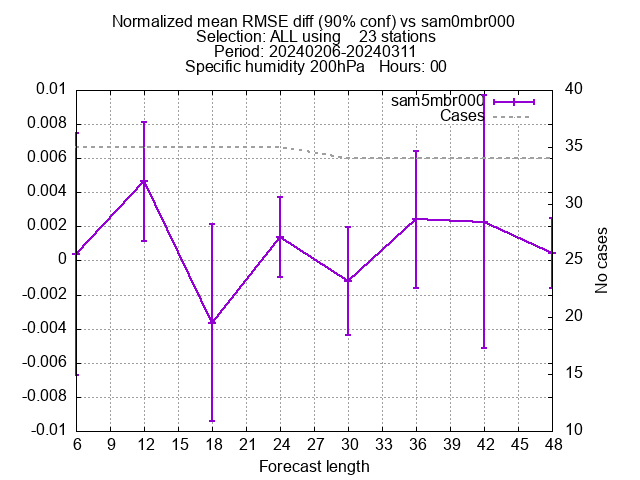 Normalized mean RMSE diff (90% conf) vs sam0mbr000
Selection: ALL using    23 stations
Period: 20240206-20240311
Specific humidity 200hPa   Hours: 00
0.01
0.008
0.006
0.004
0.002
0
-0.002
-0.004
-0.006
-0.008
-0.01
sam5mbr000
Cases
40
35
30
25
20
15
10
No cases
6 9 12 15 18 21 24 27 30 33 36 39 42 45 48
Forecast length